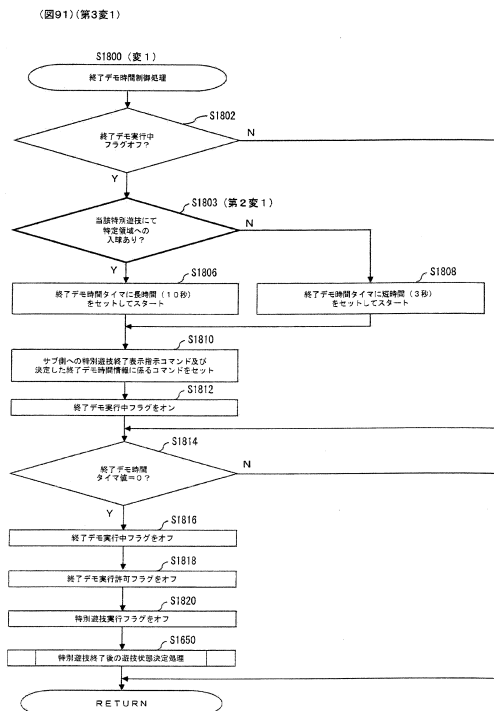 (図91)(第3変1)
S1800(変1)
終了デモ時間制御処理
S1802
終了デモ実行中
フラグオフ?
N
Y
S1803(第2変1)
当該特別遊技にて
特定領域への
入球あり?
N
Y
S1806
終了デモ時間タイマに長時間(10秒)
をセットしてスタート
S1808
終了デモ時間タイマに短時間(3秒)
をセットしてスタート
S1810
サブ側への特別遊技終了表示指示コマンド及び
決定した終了デモ時間情報に係るコマンドをセット
S1812
終了デモ実行中フラグをオン
S1814
終了デモ時間
タイマ値=0?
N
Y
S1816
終了デモ実行中フラグをオフ
S1818
終了デモ実行許可フラグをオフ
S1820
特別遊技実行フラグをオフ
S1650
特別遊技終了後の遊技状態決定処理
RETURN